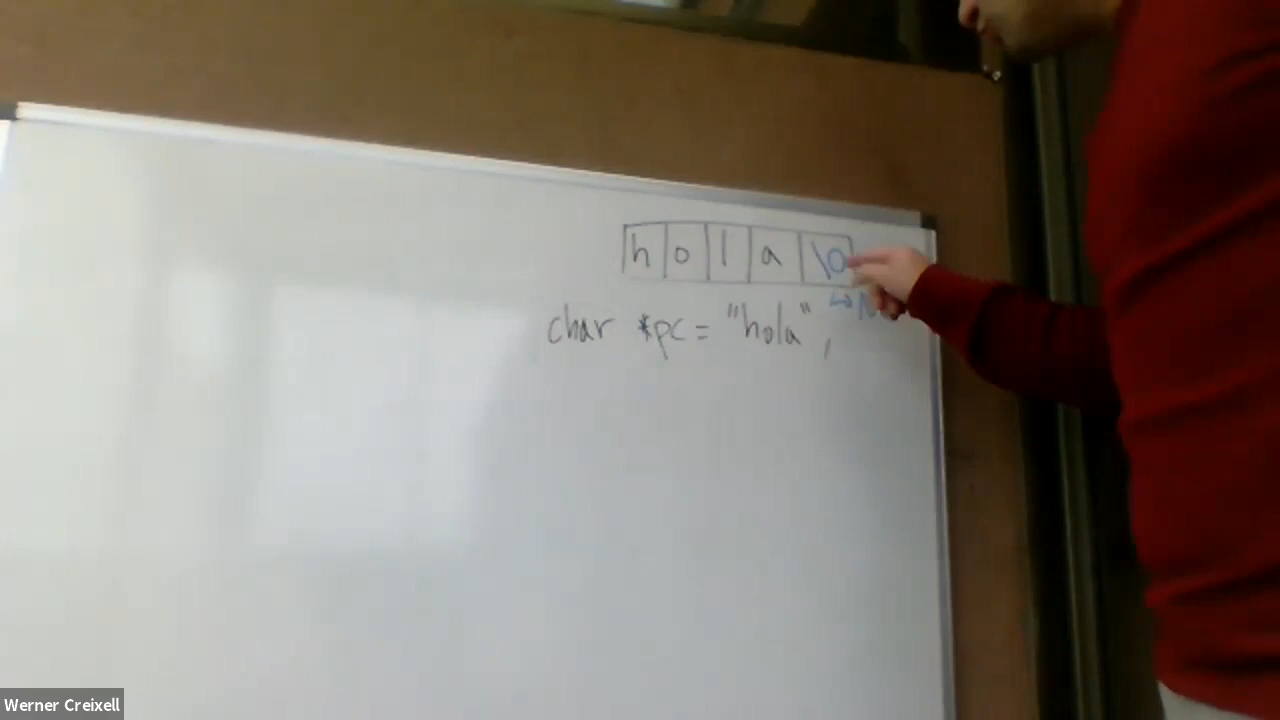 h o l a \0
char *pc = "hola",
Werner Creixell